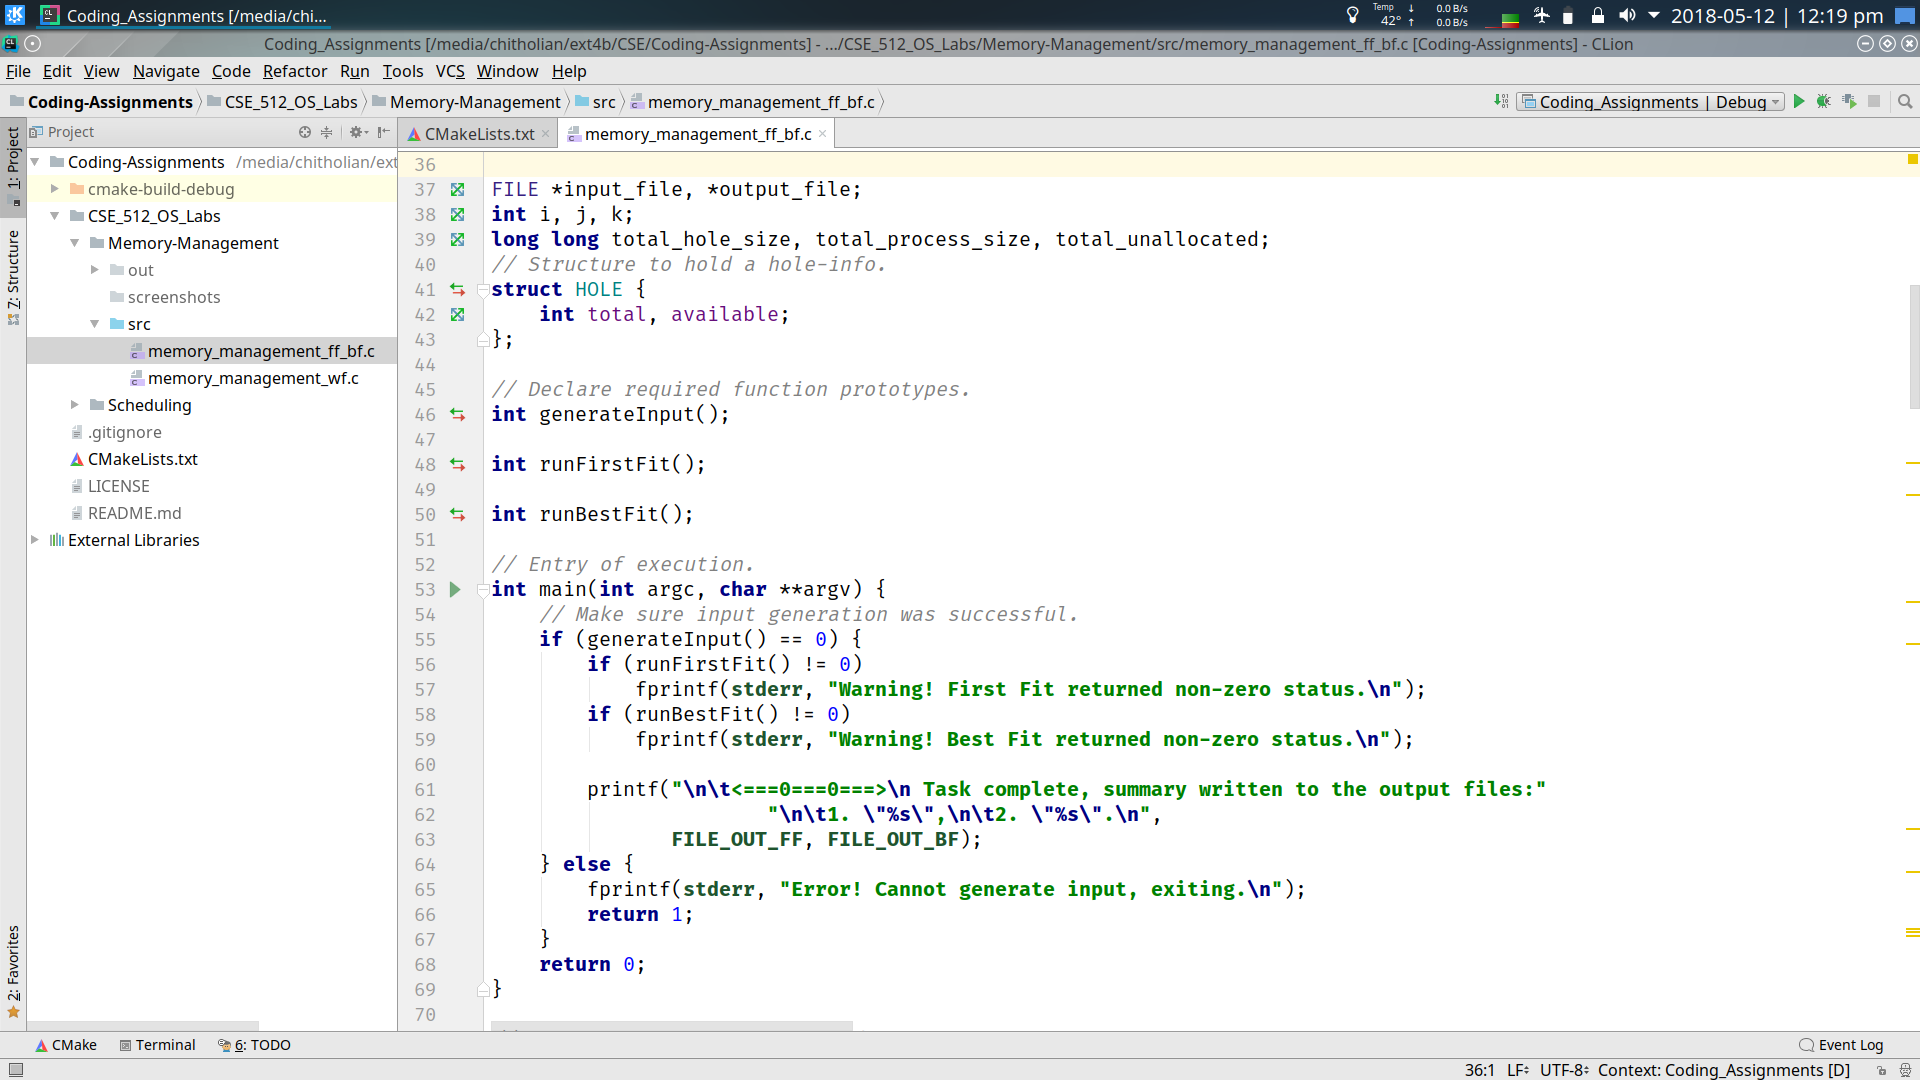 Coding_Assignments [/media/chi...
Temp 42° 0.0 B/s 0.0 B/s
2018-05-12 | 12:19 pm
Coding_Assignments [/media/chitholian/ext4b/CSE/Coding-Assignments] - .../CSE_512_OS_Labs/Memory-Management/src/memory_management_ff_bf.c [Coding-Assignments] - CLion
File Edit View Navigate Code Refactor Run Tools VCS Window Help
Coding-Assignments CSE_512_OS_Labs Memory-Management src memory_management_ff_bf.c
Coding_Assignments | Debug
1: Project
7: Structure
2: Favorites
Project
Coding-Assignments /media/chitholian/ext
cmake-build-debug
CSE_512_OS_Labs
Memory-Management
out
screenshots
src
memory_management_ff_bf.c
memory_management_wf.c
Scheduling
.gitignore
CMakeLists.txt
LICENSE
README.md
External Libraries
CMakeLists.txt memory_management_ff_bf.c
36
37 FILE *input_file, *output_file;
38 int i, j, k;
39 long long total_hole_size, total_process_size, total_unallocated;
40 // Structure to hold a hole-info.
41 struct HOLE {
42 int total, available;
43 };
44
45 // Declare required function prototypes.
46 int generateInput();
47
48 int runFirstFit();
49
50 int runBestFit();
51
52 // Entry of execution.
53 int main(int argc, char **argv) {
54 // Make sure input generation was successful.
55 if (generateInput() == 0) {
56 if (runFirstFit() != 0)
57 fprintf(stderr, "Warning! First Fit returned non-zero status.\n");
58 if (runBestFit() != 0)
59 fprintf(stderr, "Warning! Best Fit returned non-zero status.\n");
60
61 printf("\n\t<===0===0===>\n Task complete, summary written to the output files:"
62 "\n\t1. \"%s\",\n\t2. \"%s\".\n",
63 FILE_OUT_FF, FILE_OUT_BF);
64 } else {
65 fprintf(stderr, "Error! Cannot generate input, exiting.\n");
66 return 1;
67 }
68 return 0;
69 }
70
CMake Terminal 6: TODO Event Log
36:1 LF UTF-8 Context: Coding_Assignments [D]